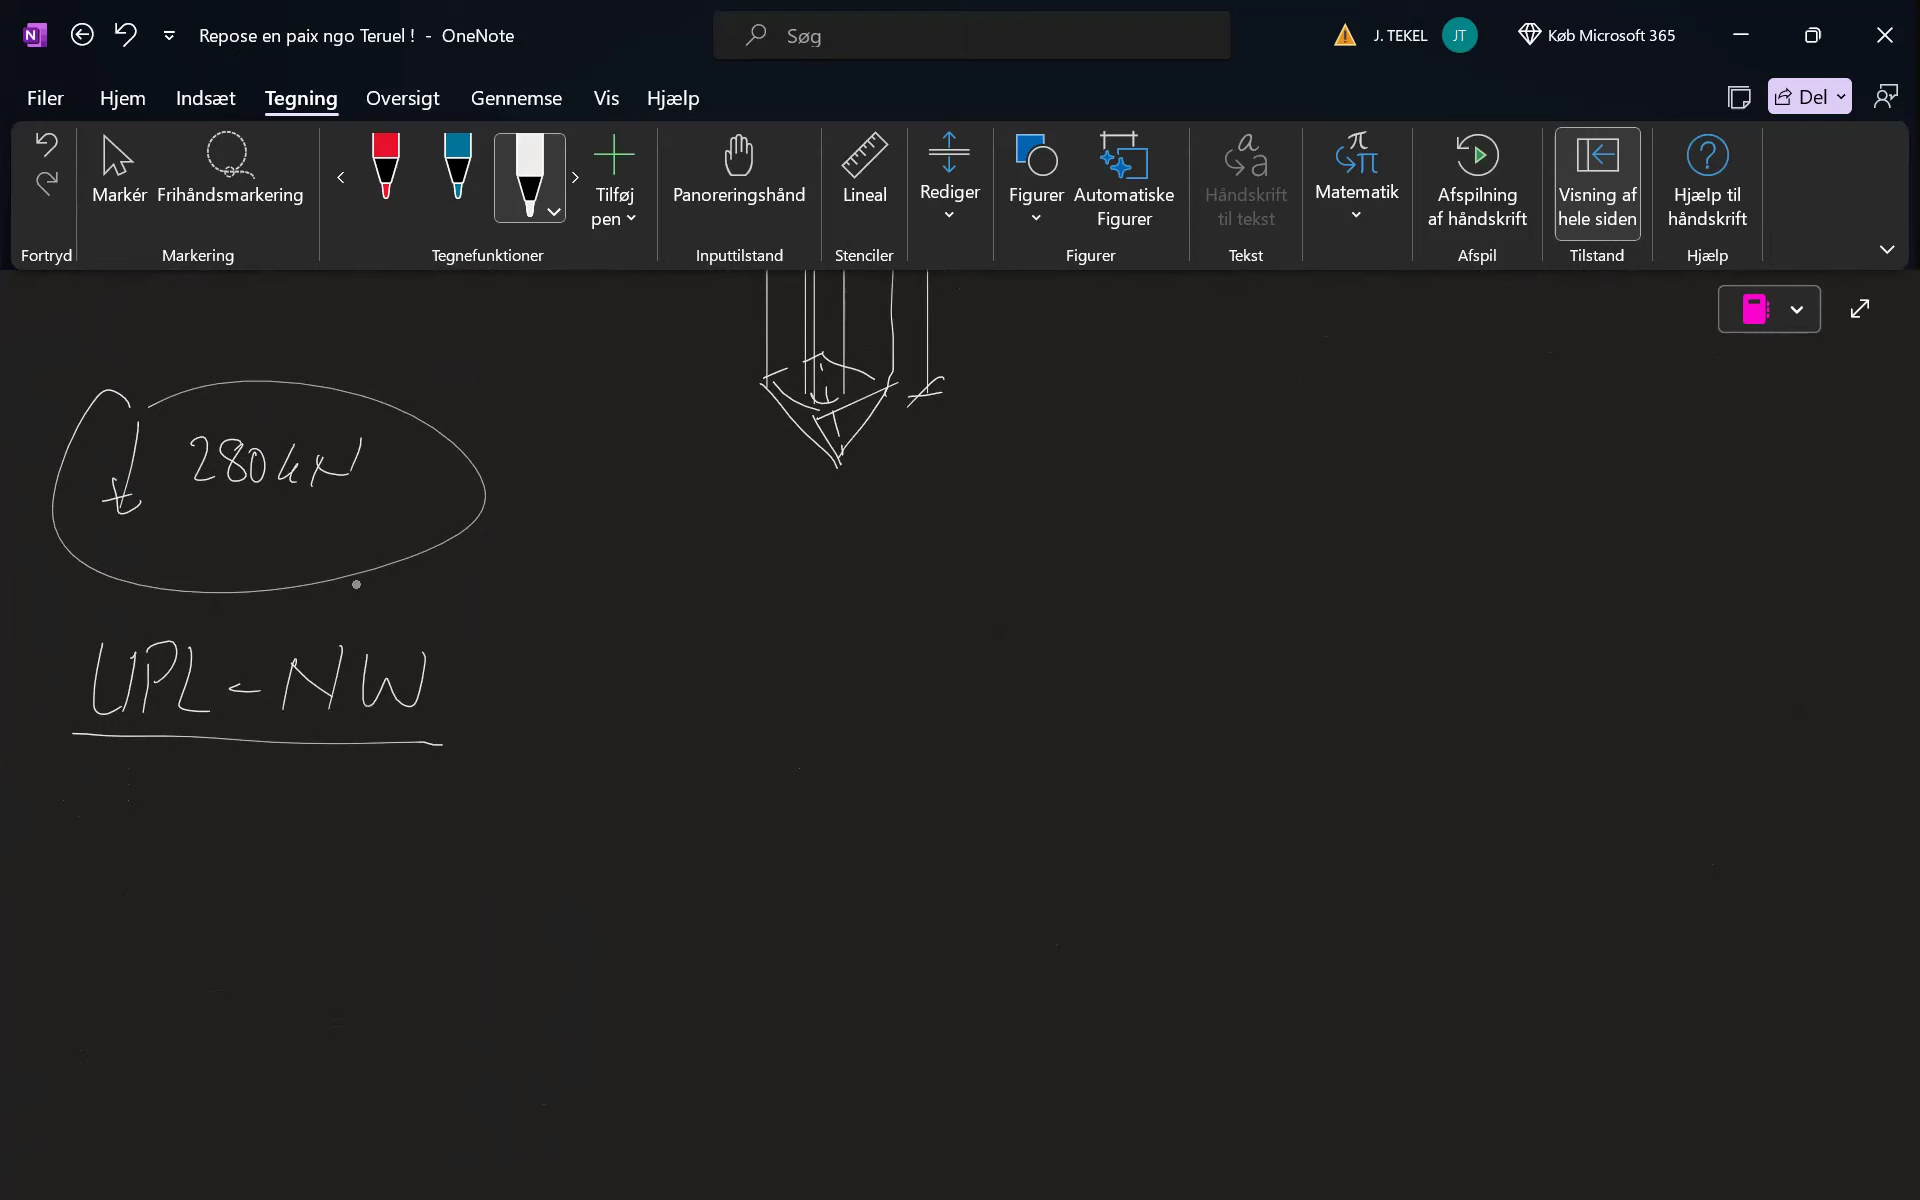 Repose en paix ngo Teruel ! - OneNote
Søg
J. TEKEL
JT
Køb Microsoft 365
Filer
Hjem
Indsæt
Tegning
Oversigt
Gennemse
Vis
Hjælp
Del
Markér
Frihåndsmarkering
Tilføj
pen
Panoreringshånd
Lineal
Rediger
Figurer
Automatiske
Figurer
Håndskrift
til tekst
Matematik
Afspilning
af håndskrift
Visning af
hele siden
Hjælp til
håndskrift
Fortryd
Markering
Tegnefunktioner
Inputtilstand
Stenciler
Figurer
Tekst
Afspil
Tilstand
Hjælp
280 kN
UPL-NW